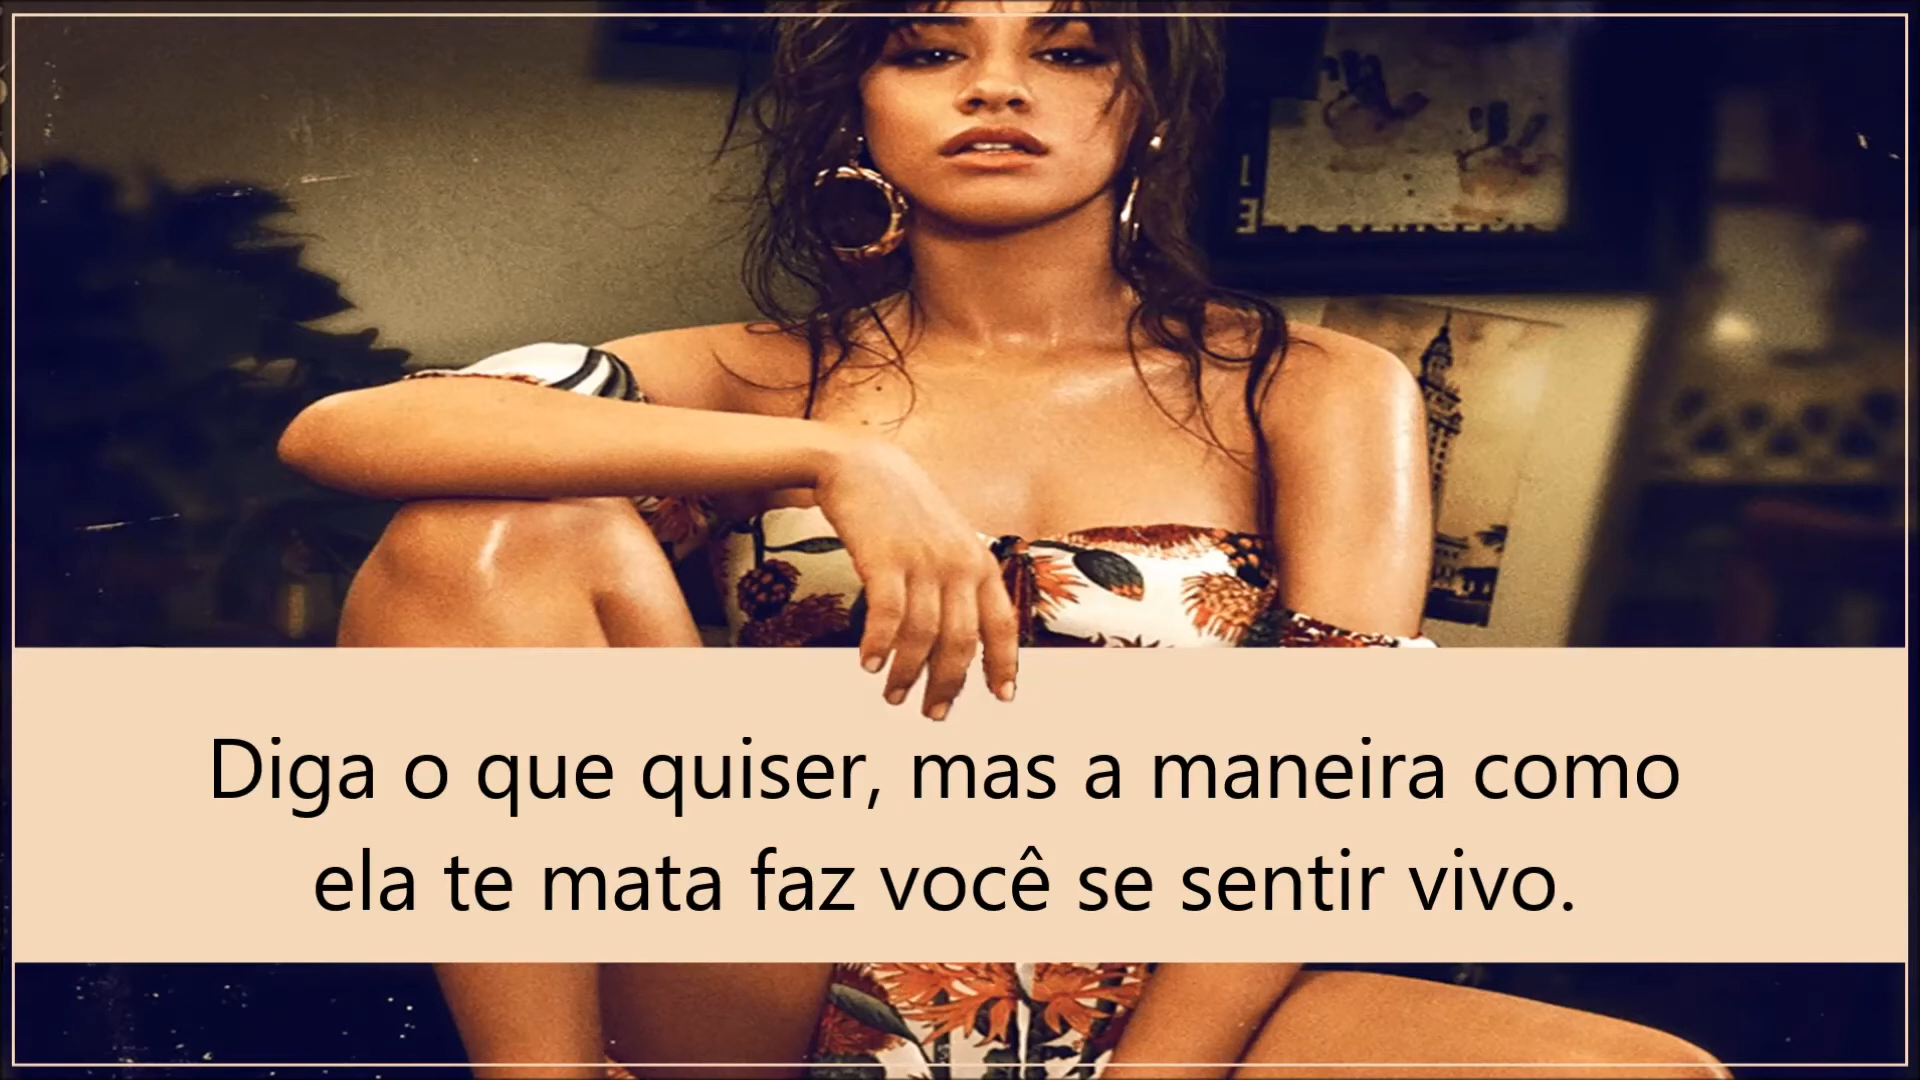 Diga o que quiser, mas a maneira como
ela te mata faz você se sentir vivo.